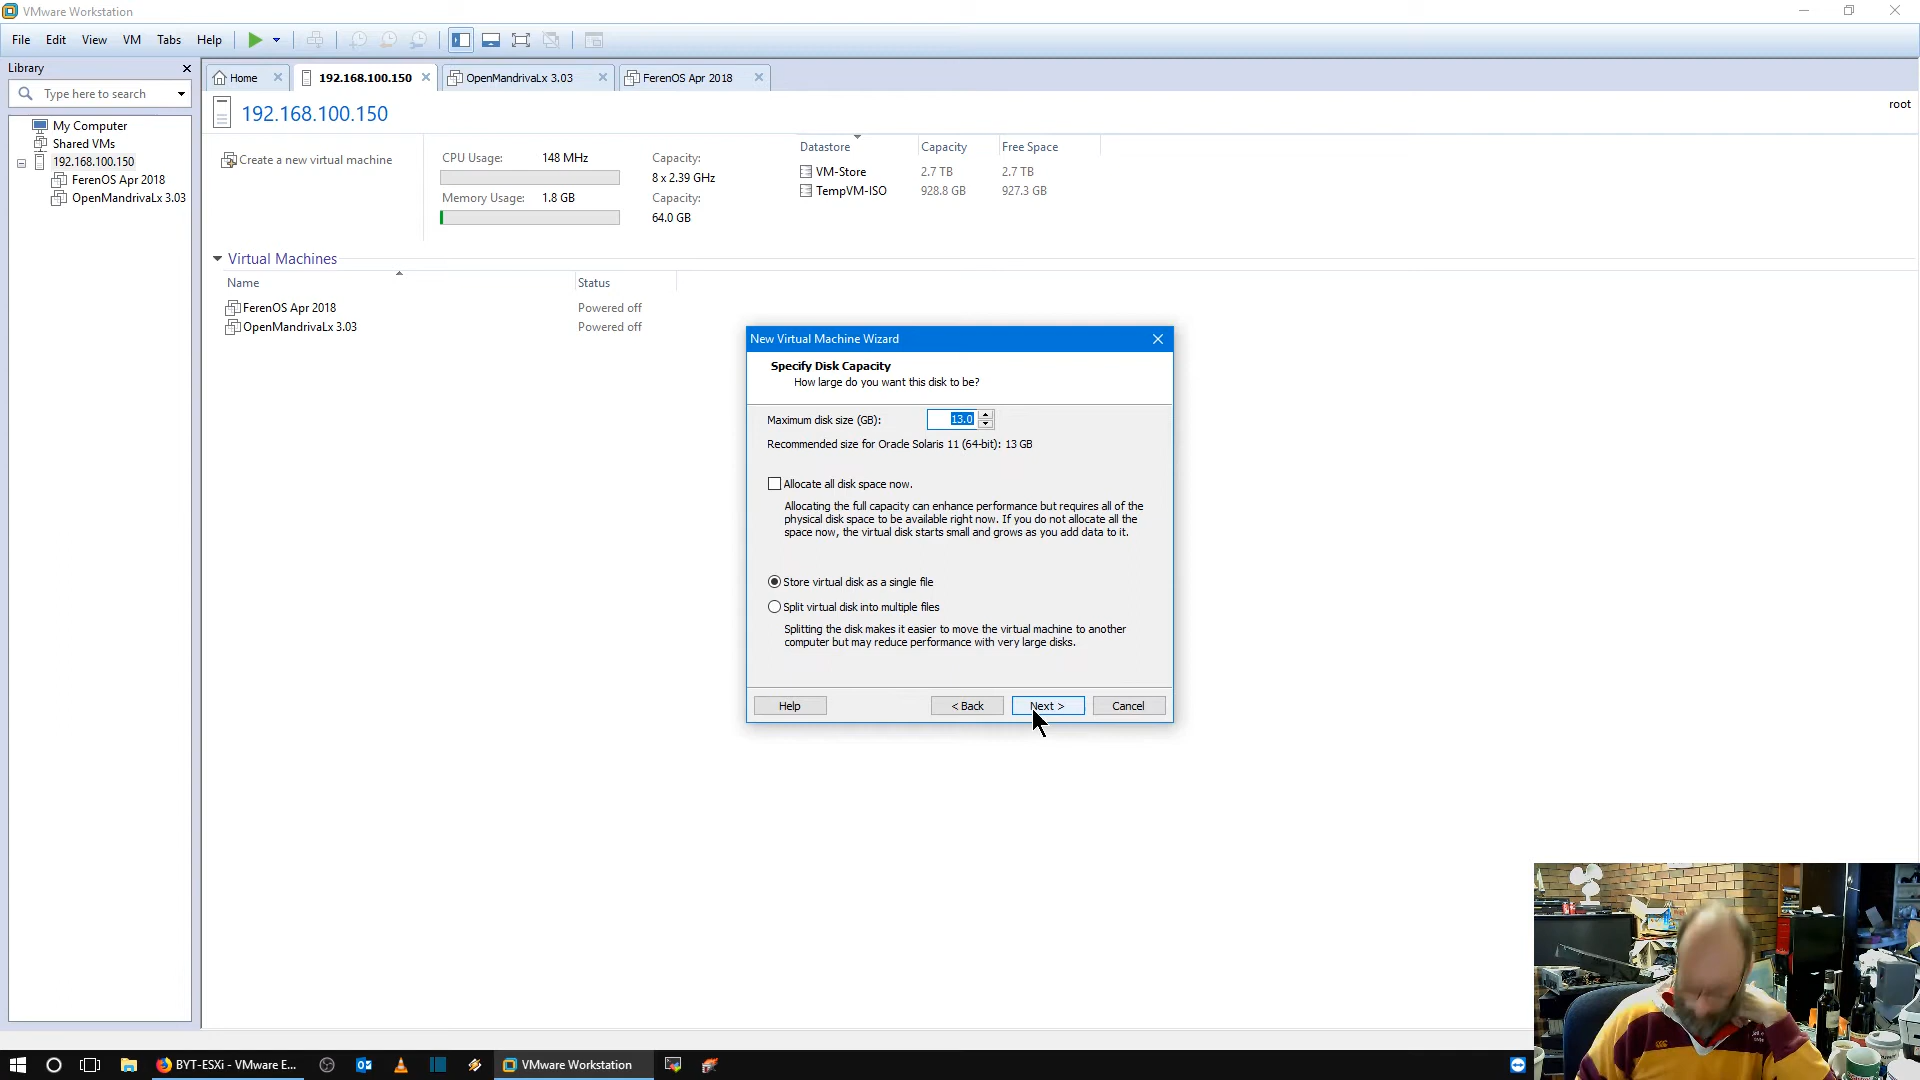 VMware Workstation
File Edit View VM Tabs Help
Library
Type here to search
My Computer
Shared VMs
192.168.100.150
FerenOS Apr 2018
OpenMandrivaLx 3.03
Home 192.168.100.150 OpenMandrivaLx 3.03 FerenOS Apr 2018
192.168.100.150
root
Create a new virtual machine
CPU Usage: 148 MHz Capacity:
8 x 2.39 GHz
Memory Usage: 1.8 GB Capacity:
64.0 GB
Datastore Capacity Free Space
VM-Store 2.7 TB 2.7 TB
TempVM-ISO 928.8 GB 927.3 GB
Virtual Machines
Name Status
FerenOS Apr 2018 Powered off
OpenMandrivaLx 3.03 Powered off
New Virtual Machine Wizard
Specify Disk Capacity
How large do you want this disk to be?
Maximum disk size (GB): 13.0
Recommended size for Oracle Solaris 11 (64-bit): 13 GB
Allocate all disk space now.
Allocating the full capacity can enhance performance but requires all of the
physical disk space to be available right now. If you do not allocate all the
space now, the virtual disk starts small and grows as you add data to it.
Store virtual disk as a single file
Split virtual disk into multiple files
Splitting the disk makes it easier to move the virtual machine to another
computer but may reduce performance with very large disks.
Help < Back Next > Cancel
BYT-ESXi - VMware E... VMware Workstation